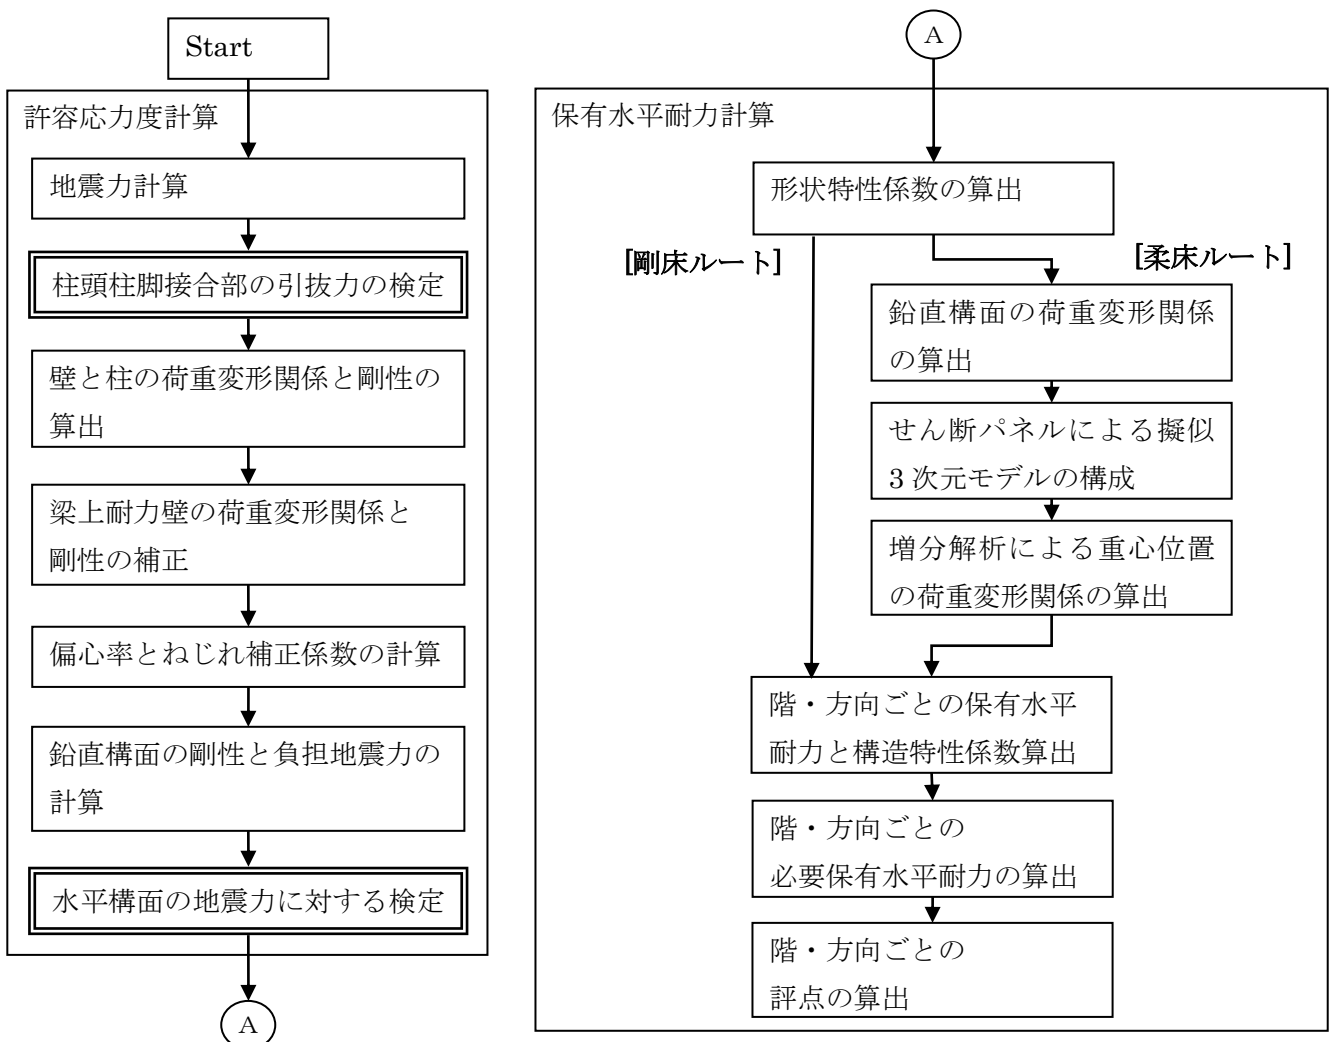 Start
許容応力度計算
地震力計算
柱頭柱脚接合部の引抜力の検定
壁と柱の荷重変形関係と剛性の
算出
梁上耐力壁の荷重変形関係と
剛性の補正
偏心率とねじれ補正係数の計算
鉛直構面の剛性と負担地震力の
計算
水平構面の地震力に対する検定
A
A
保有水平耐力計算
形状特性係数の算出
[剛床ルート]
[柔床ルート]
鉛直構面の荷重変形関係
の算出
せん断パネルによる擬似
3次元モデルの構成
増分解析による重心位置
の荷重変形関係の算出
階・方向ごとの保有水平
耐力と構造特性係数算出
階・方向ごとの
必要保有水平耐力の算出
階・方向ごとの
評点の算出